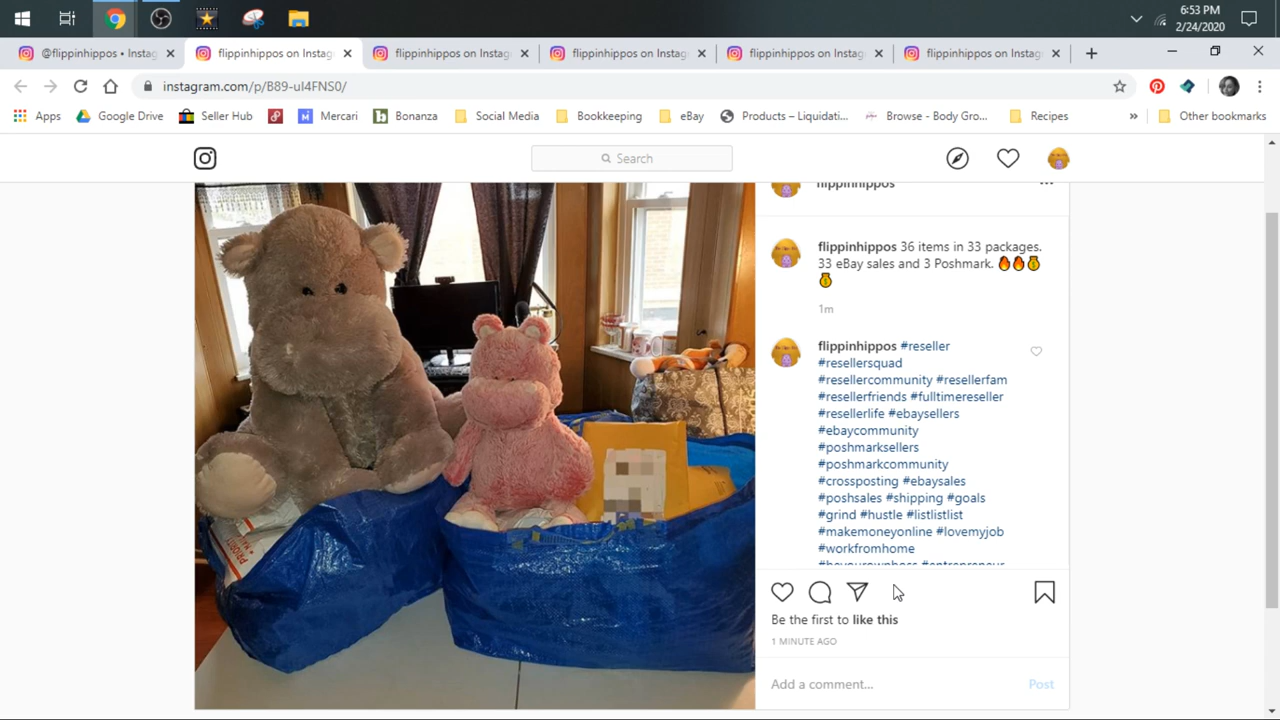 6:53 PM
2/24/2020
@flippinhippos • Instag
flippinhippos on Instag
flippinhippos on Instag
flippinhippos on Instag
flippinhippos on Instag
flippinhippos on Instag
instagram.com/p/B89-uI4FNS0/
Apps
Google Drive
Seller Hub
Mercari
Bonanza
Social Media
Bookkeeping
eBay
Products – Liquidati...
Browse - Body Gro...
Recipes
»
Other bookmarks
Search
flippinhippos
flippinhippos 36 items in 33 packages.
33 eBay sales and 3 Poshmark. 🔥🔥💰
💰
1m
flippinhippos #reseller
#resellersquad
#resellercommunity #resellerfam
#resellerfriends #fulltimereseller
#resellerlife #ebaysellers
#ebaycommunity
#poshmarksellers
#poshmarkcommunity
#crossposting #ebaysales
#poshsales #shipping #goals
#grind #hustle #listlistlist
#makemoneyonline #lovemyjob
#workfromhome
#beyourownboss #entrepreneur
Be the first to like this
1 MINUTE AGO
Add a comment...
Post